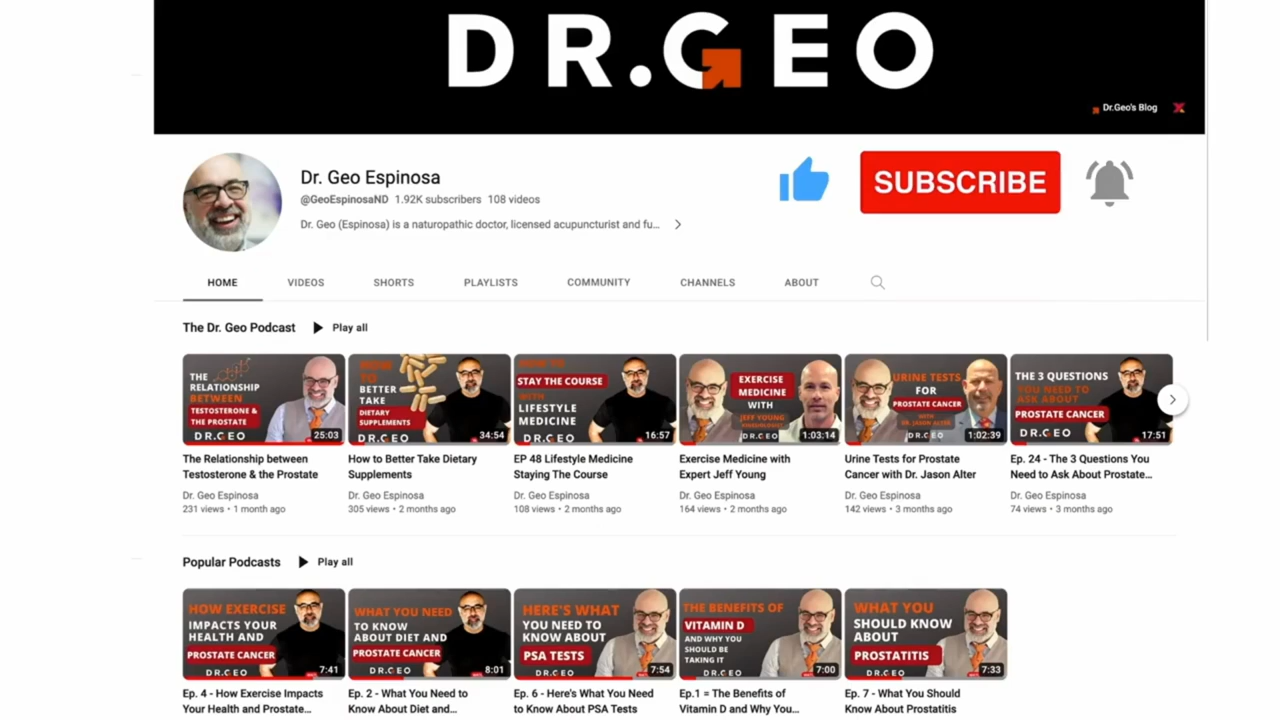 DR.GEO
Dr.Geo's Blog
Dr. Geo Espinosa
@GeoEspinosaND 1.92K subscribers 108 videos
Dr. Geo (Espinosa) is a naturopathic doctor, licensed acupuncturist and fu...
SUBSCRIBE
HOME VIDEOS SHORTS PLAYLISTS COMMUNITY CHANNELS ABOUT
The Dr. Geo Podcast Play all
THE
RELATIONSHIP
BETWEEN
TESTOSTERONE &
THE PROSTATE
DR.GEO
25:03
HOW
TO
BETTER
TAKE
DIETARY
SUPPLEMENTS
DR.GEO
34:54
HOW TO
STAY THE COURSE
WITH
LIFESTYLE
MEDICINE
DR.GEO
16:57
EXERCISE
MEDICINE
WITH
JEFF YOUNG
DR.GEO
1:03:14
URINE TESTS
FOR
PROSTATE CANCER
WITH
DR. JASON ALTER
DR.GEO
1:02:39
THE 3 QUESTIONS
YOU NEED TO
ASK ABOUT
PROSTATE CANCER
DR.GEO
17:51
The Relationship between
Testosterone & the Prostate
Dr. Geo Espinosa
231 views • 1 month ago
How to Better Take Dietary
Supplements
Dr. Geo Espinosa
305 views • 2 months ago
EP 48 Lifestyle Medicine
Staying The Course
Dr. Geo Espinosa
108 views • 2 months ago
Exercise Medicine with
Expert Jeff Young
Dr. Geo Espinosa
164 views • 2 months ago
Urine Tests for Prostate
Cancer with Dr. Jason Alter
Dr. Geo Espinosa
142 views • 3 months ago
Ep. 24 - The 3 Questions You
Need to Ask About Prostate...
Dr. Geo Espinosa
74 views • 3 months ago
Popular Podcasts Play all
HOW EXERCISE
IMPACTS YOUR
HEALTH AND
PROSTATE CANCER
DR.GEO
7:41
WHAT YOU NEED
TO KNOW
ABOUT DIET AND
PROSTATE CANCER
DR.GEO
8:01
HERE'S WHAT
YOU NEED TO
KNOW ABOUT
PSA TESTS
DR.GEO
7:54
THE BENEFITS OF
VITAMIN D
AND WHY YOU
SHOULD BE
TAKING IT
DR.GEO
7:00
WHAT YOU
SHOULD KNOW
ABOUT
PROSTATITIS
DR.GEO
7:33
Ep. 4 - How Exercise Impacts
Your Health and Prostate...
Ep. 2 - What You Need to
Know About Diet and...
Ep. 6 - Here's What You Need
to Know About PSA Tests
Ep.1 = The Benefits of
Vitamin D and Why You...
Ep. 7 - What You Should
Know About Prostatitis